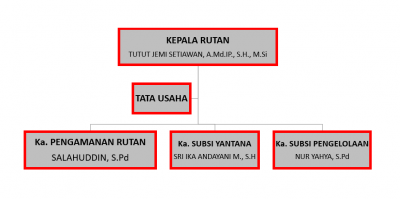 KEPALA RUTAN
TUTUT JEMI SETIAWAN, A.Md.IP., S.H., M.Si
TATA USAHA
Ka. PENGAMANAN RUTAN
SALAHUDDIN, S.Pd
Ka. SUBSI YANTANA
SRI IKA ANDAYANI M., S.H
Ka. SUBSI PENGELOLAAN
NUR YAHYA, S.Pd